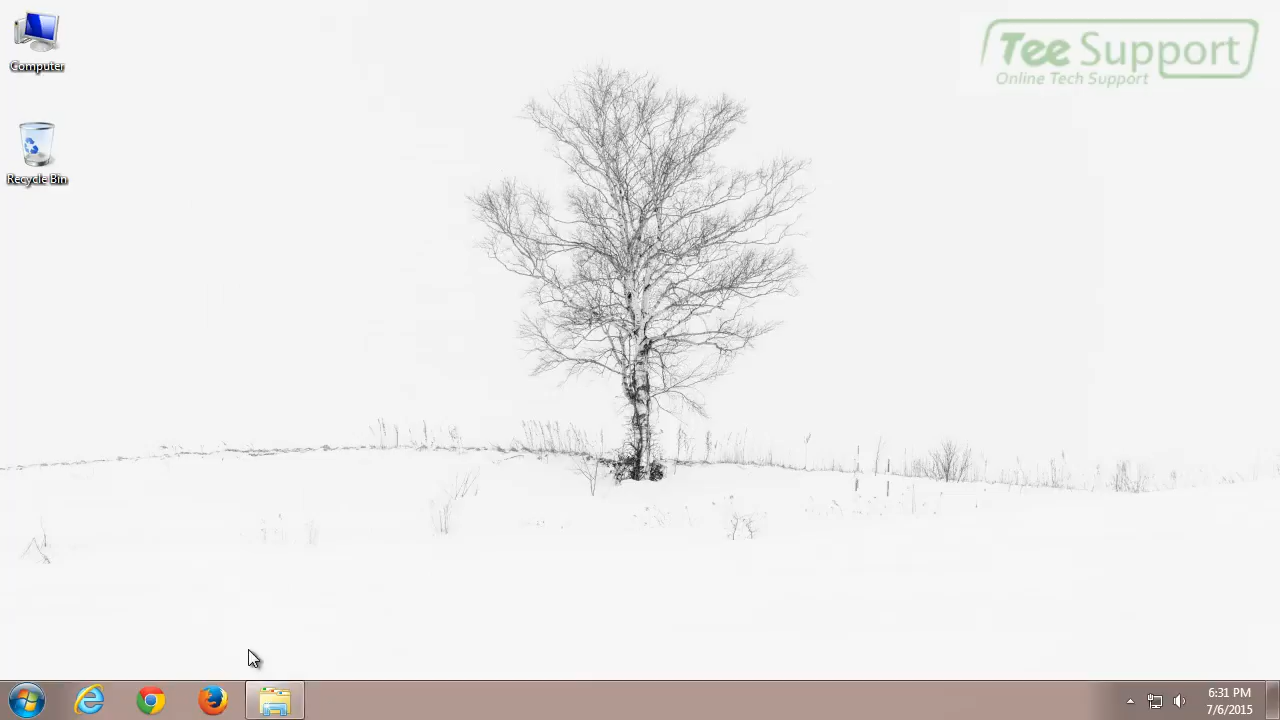 Computer
Recycle Bin
Tee Support
Online Tech Support
6:31 PM
7/6/2015